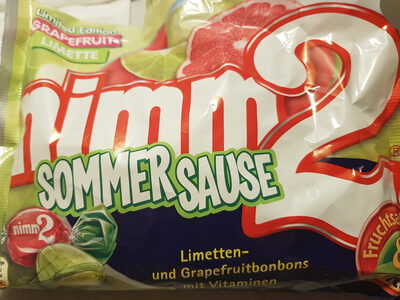 Limited Edition
GRAPEFRUIT-
LIMETTE
nimm2
SOMMER SAUSE
nimm2
Limetten-
und Grapefruitbonbons
mit Vitaminen